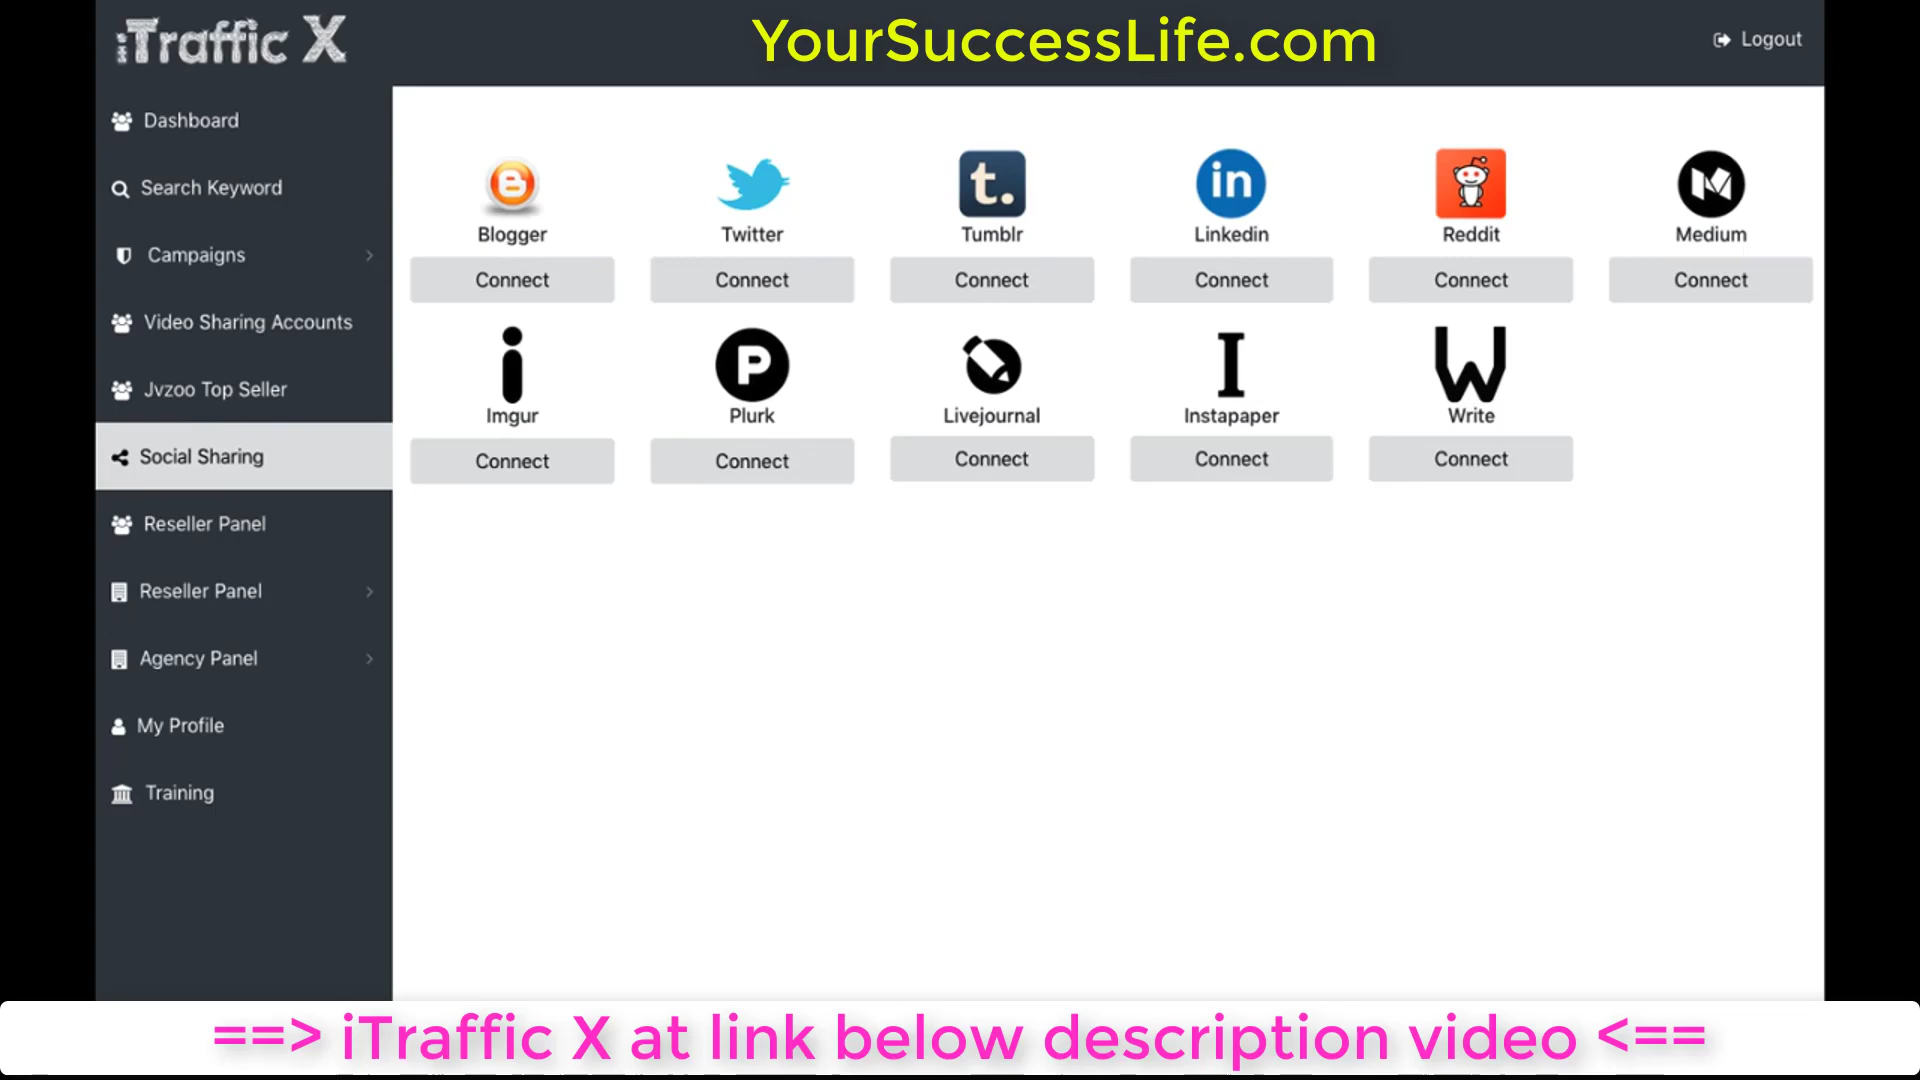 iTraffic X
YourSuccessLife.com
Logout
Dashboard
Search Keyword
Campaigns
Video Sharing Accounts
Jvzoo Top Seller
Social Sharing
Reseller Panel
Reseller Panel
Agency Panel
My Profile
Training
Blogger Twitter Tumblr Linkedin Reddit Medium
Connect Connect Connect Connect Connect Connect
Imgur Plurk Livejournal Instapaper Write
Connect Connect Connect Connect Connect
==> iTraffic X at link below description video <==